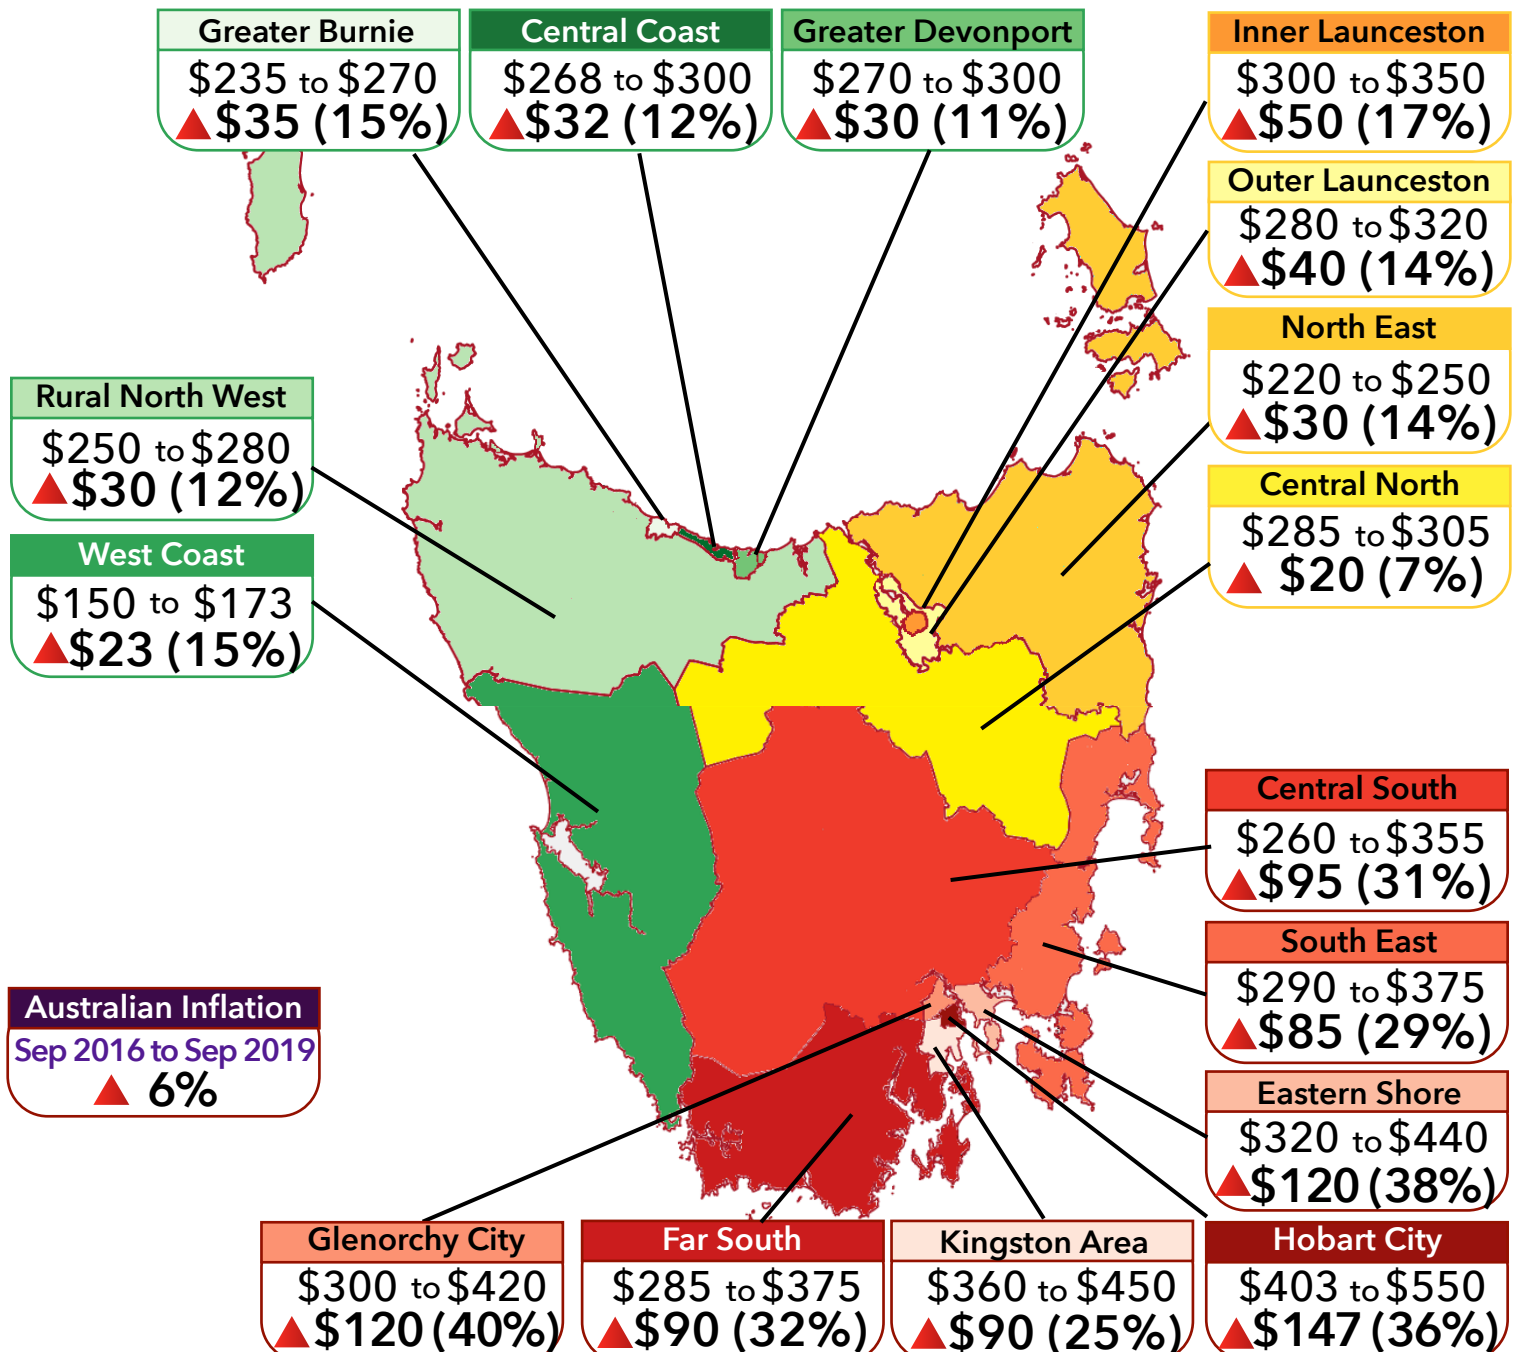 Greater Burnie
$235 to $270
$35 (15%)
Central Coast
$268 to $300
$32 (12%)
Greater Devonport
$270 to $300
$30 (11%)
Inner Launceston
$300 to $350
$50 (17%)
Outer Launceston
$280 to $320
$40 (14%)
North East
$220 to $250
$30 (14%)
Central North
$285 to $305
$20 (7%)
Rural North West
$250 to $280
$30 (12%)
West Coast
$150 to $173
$23 (15%)
Central South
$260 to $355
$95 (31%)
South East
$290 to $375
$85 (29%)
Eastern Shore
$320 to $440
$120 (38%)
Australian Inflation
Sep 2016 to Sep 2019
6%
Glenorchy City
$300 to $420
$120 (40%)
Far South
$285 to $375
$90 (32%)
Kingston Area
$360 to $450
$90 (25%)
Hobart City
$403 to $550
$147 (36%)